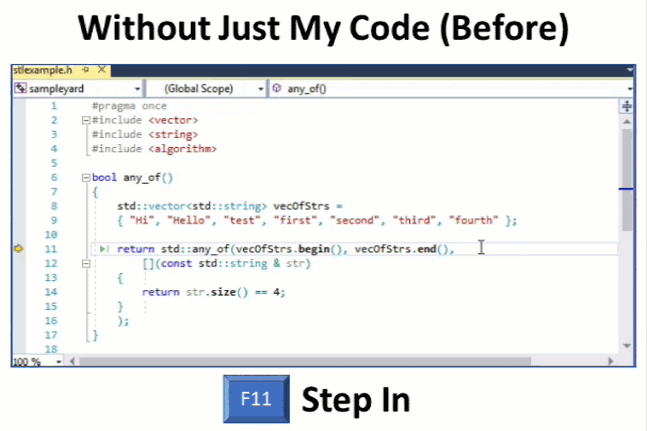 Without Just My Code (Before)
stlexample.h
sampleyard (Global Scope) any_of()
1 #pragma once
2 #include <vector>
3 #include <string>
4 #include <algorithm>
5
6 bool any_of()
7 {
8 std::vector<std::string> vecOfStrs =
9 { "Hi", "Hello", "test", "first", "second", "third", "fourth" };
10
11 return std::any_of(vecOfStrs.begin(), vecOfStrs.end(),
12 [](const std::string & str)
13 {
14 return str.size() == 4;
15 }
16 );
17 }
18
100 %
F11 Step In